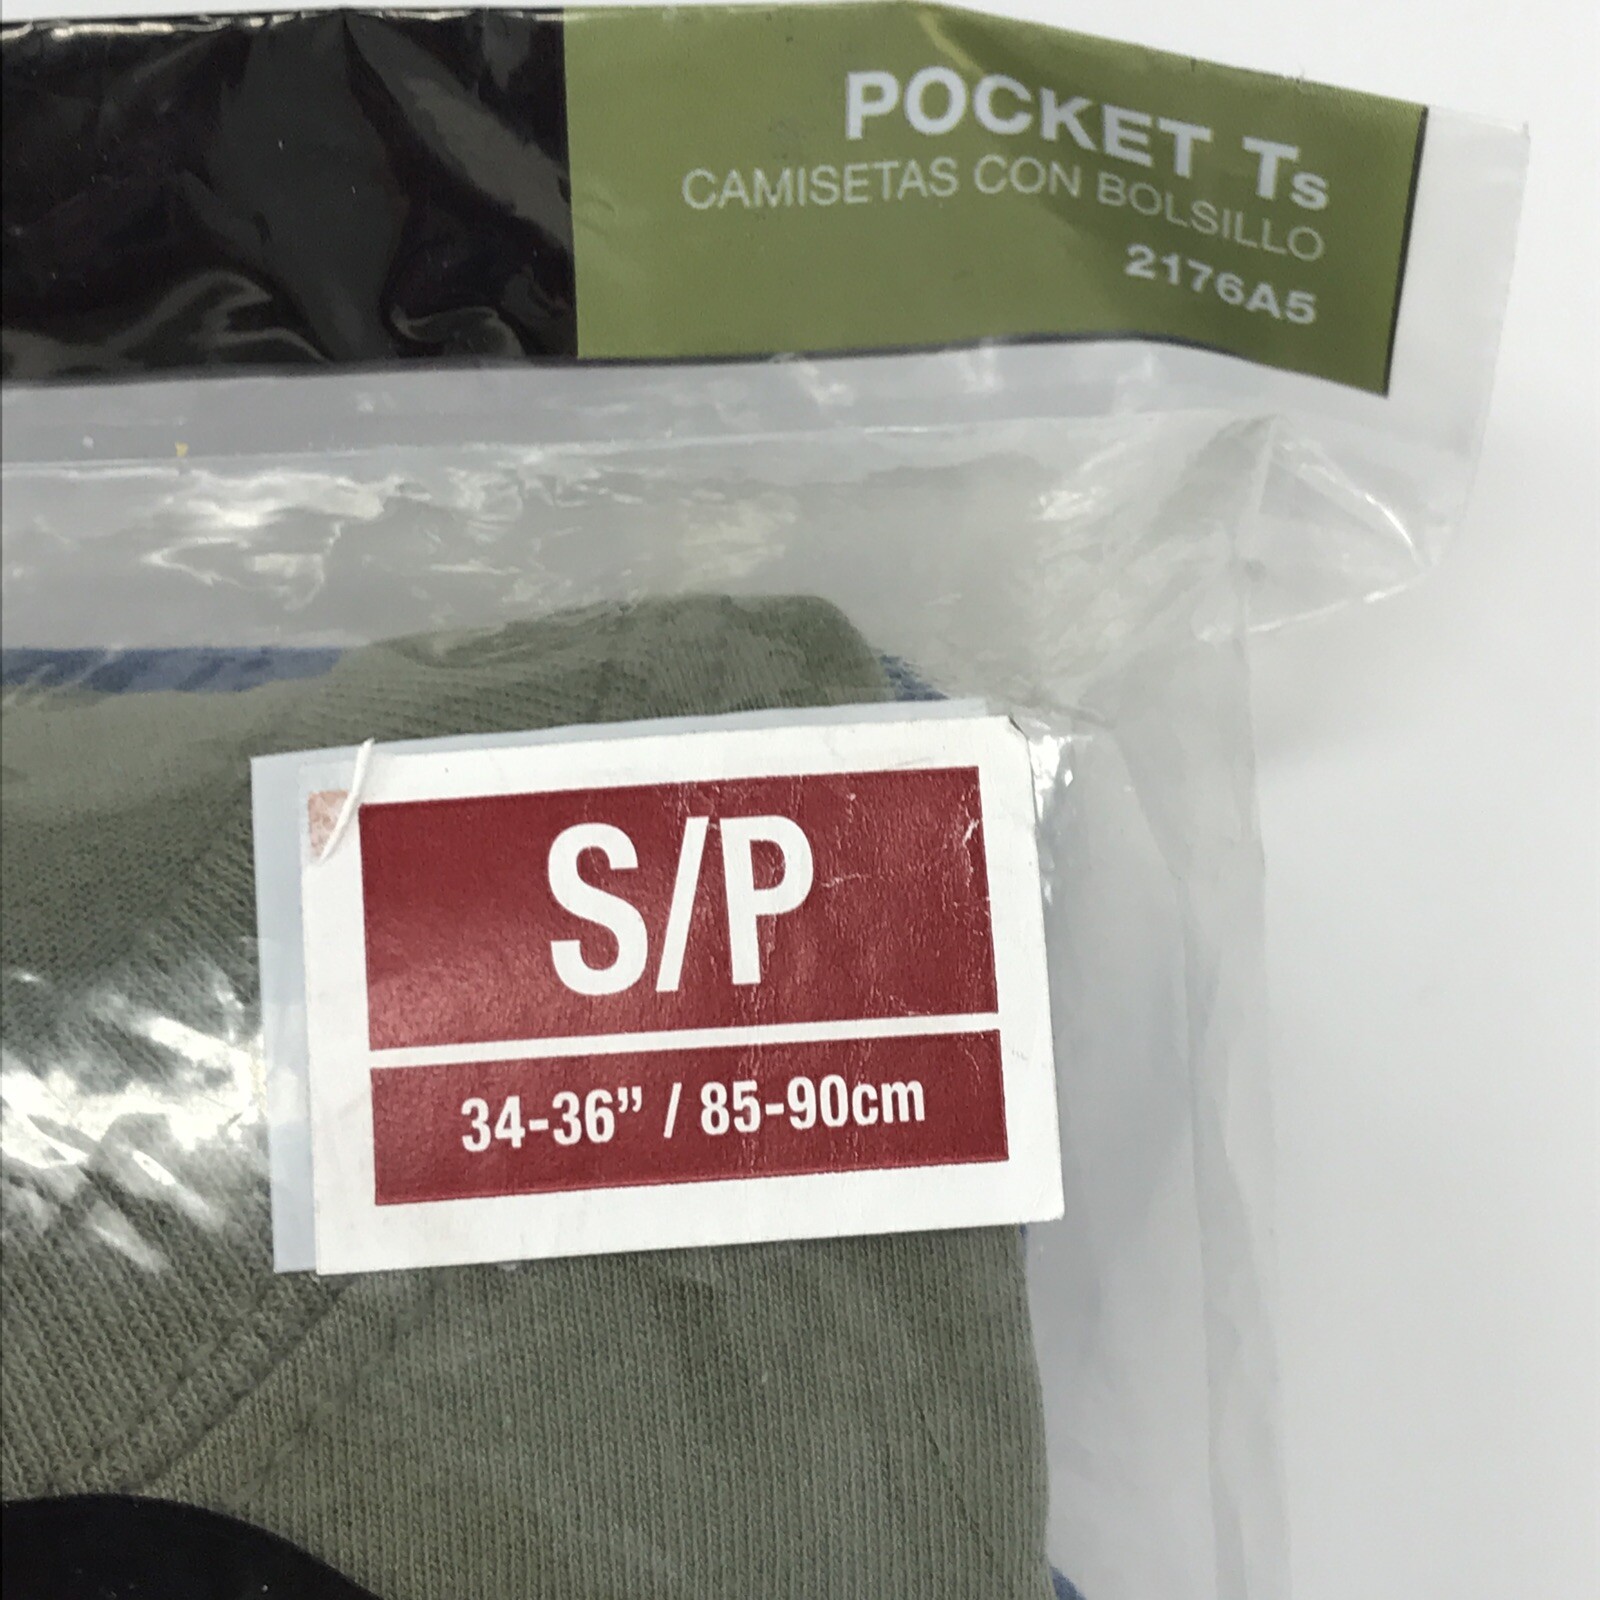 POCKET Ts
CAMISETAS CON BOLSILLO
2176A5
S/P
34-36” / 85-90cm